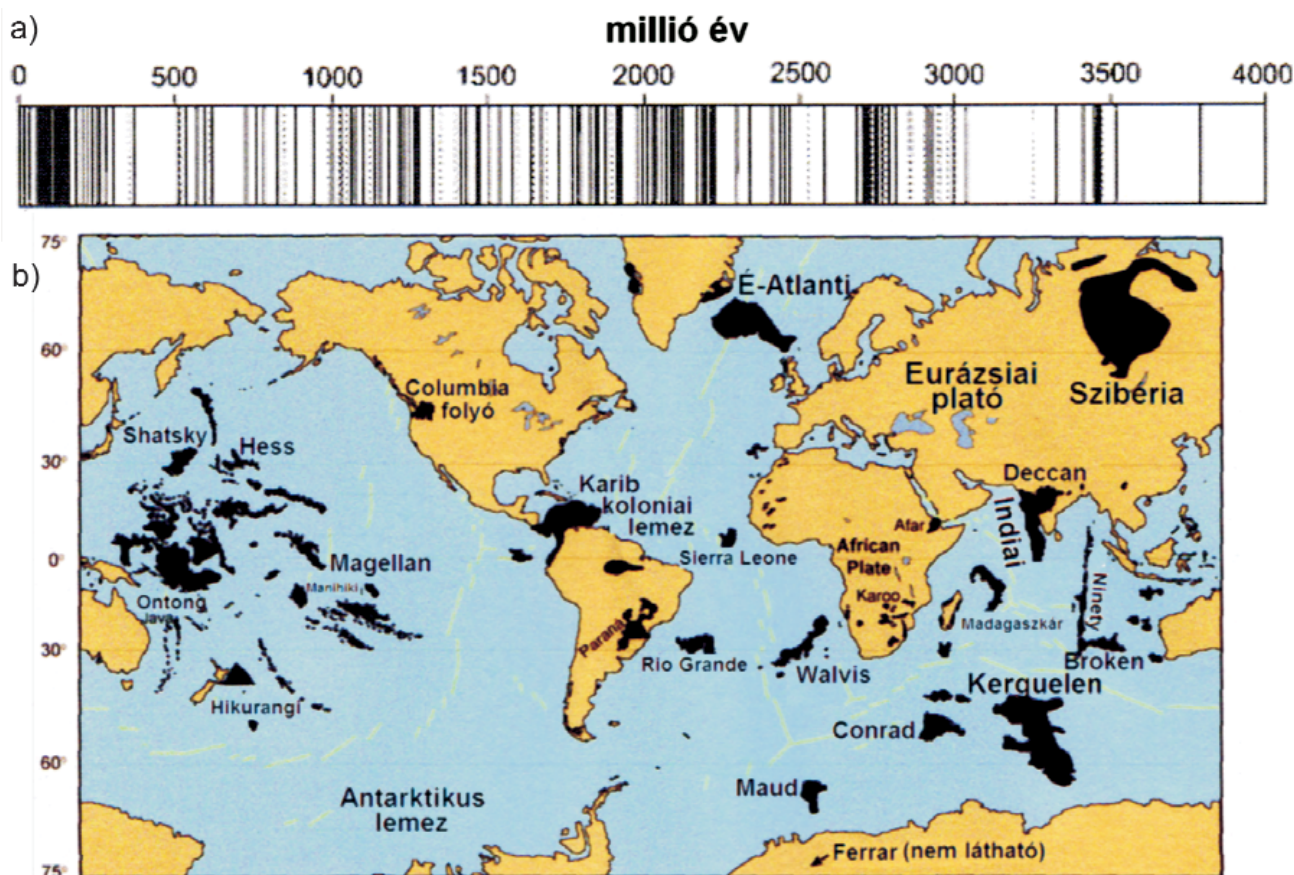 a)
millió év
0 500 1000 1500 2000 2500 3000 3500 4000
b)
75°
60°
30°
0°
30°
60°
75°
É-Atlanti
Columbia
folyó
Eurázsiai
plató
Szibéria
Shatsky
Hess
Karib
koloniai
lemez
Deccan
Indiai
Afar
Sierra Leone
African
Plate
Magellan
Manihiki
Karoo
Ninety
Ontong
Java
Madagaszkár
Paraná
Rio Grande
Walvis
Broken
Kerquelen
Hikurangi
Conrad
Maud
Antarktikus
lemez
Ferrar (nem látható)